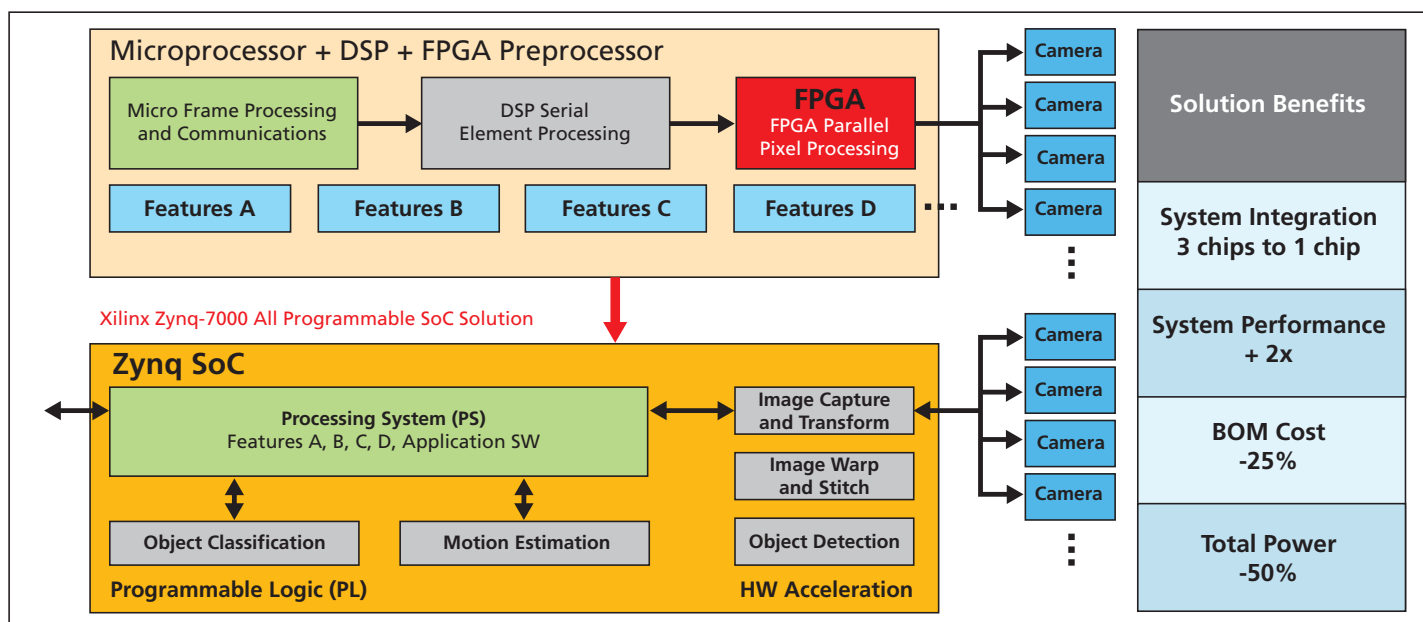 Microprocessor + DSP + FPGA Preprocessor
Micro Frame Processing
and Communications
DSP Serial
Element Processing
FPGA
FPGA Parallel
Pixel Processing
Features A
Features B
Features C
Features D
Camera
Camera
Camera
Camera
Xilinx Zynq-7000 All Programmable SoC Solution
Zynq SoC
Processing System (PS)
Features A, B, C, D, Application SW
Image Capture
and Transform
Image Warp
and Stitch
Object Classification
Motion Estimation
Object Detection
Programmable Logic (PL)
HW Acceleration
Camera
Camera
Camera
Camera
Solution Benefits
System Integration
3 chips to 1 chip
System Performance
+ 2x
BOM Cost
-25%
Total Power
-50%